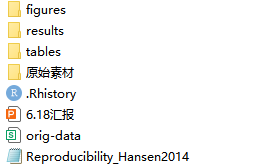 figures
results
tables
原始素材
.Rhistory
6.18汇报
orig-data
Reproducibility_Hansen2014